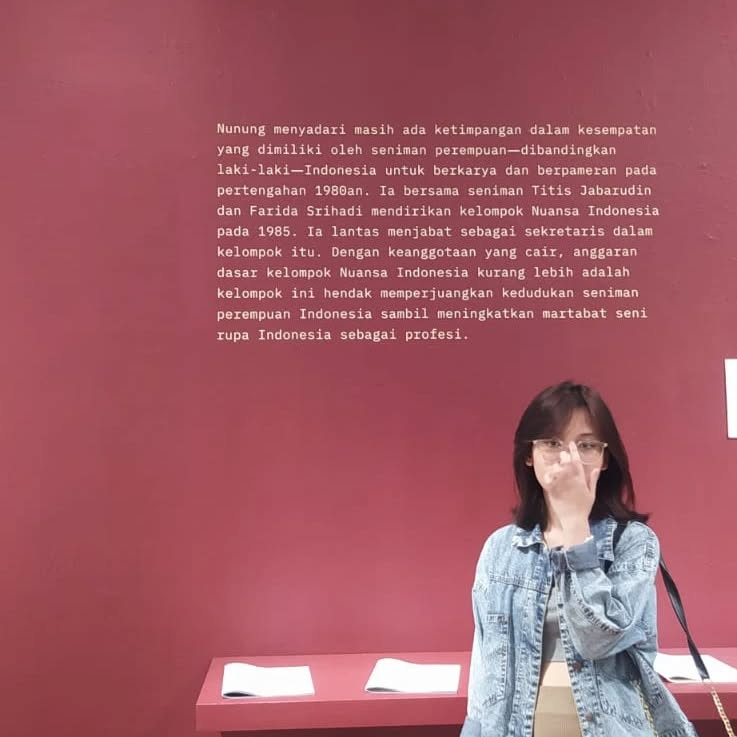 Nunung menyadari masih ada ketimpangan dalam kesempatan
yang dimiliki oleh seniman perempuan—dibandingkan
laki-laki—Indonesia untuk berkarya dan berpameran pada
pertengahan 1980an. Ia bersama seniman Titis Jabarudin
dan Farida Srihadi mendirikan kelompok Nuansa Indonesia
pada 1985. Ia lantas menjabat sebagai sekretaris dalam
kelompok itu. Dengan keanggotaan yang cair, anggaran
dasar kelompok Nuansa Indonesia kurang lebih adalah
kelompok ini hendak memperjuangkan kedudukan seniman
perempuan Indonesia sambil meningkatkan martabat seni
rupa Indonesia sebagai profesi.